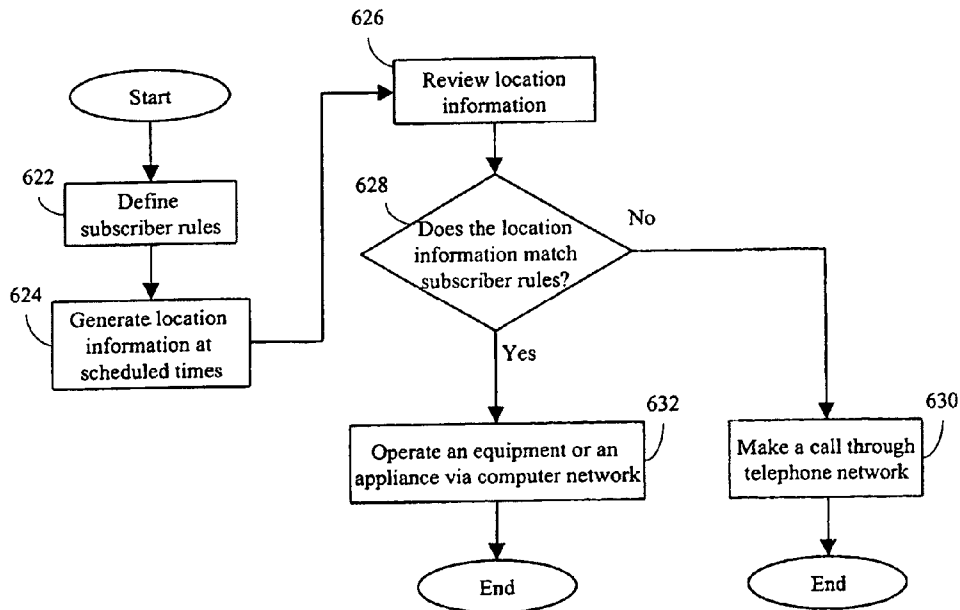 Start
622
Define
subscriber rules
624
Generate location
information at
scheduled times
626
Review location
information
628
Does the location
information match
subscriber rules?
No
Yes
632
Operate an equipment or an
appliance via computer network
End
630
Make a call through
telephone network
End